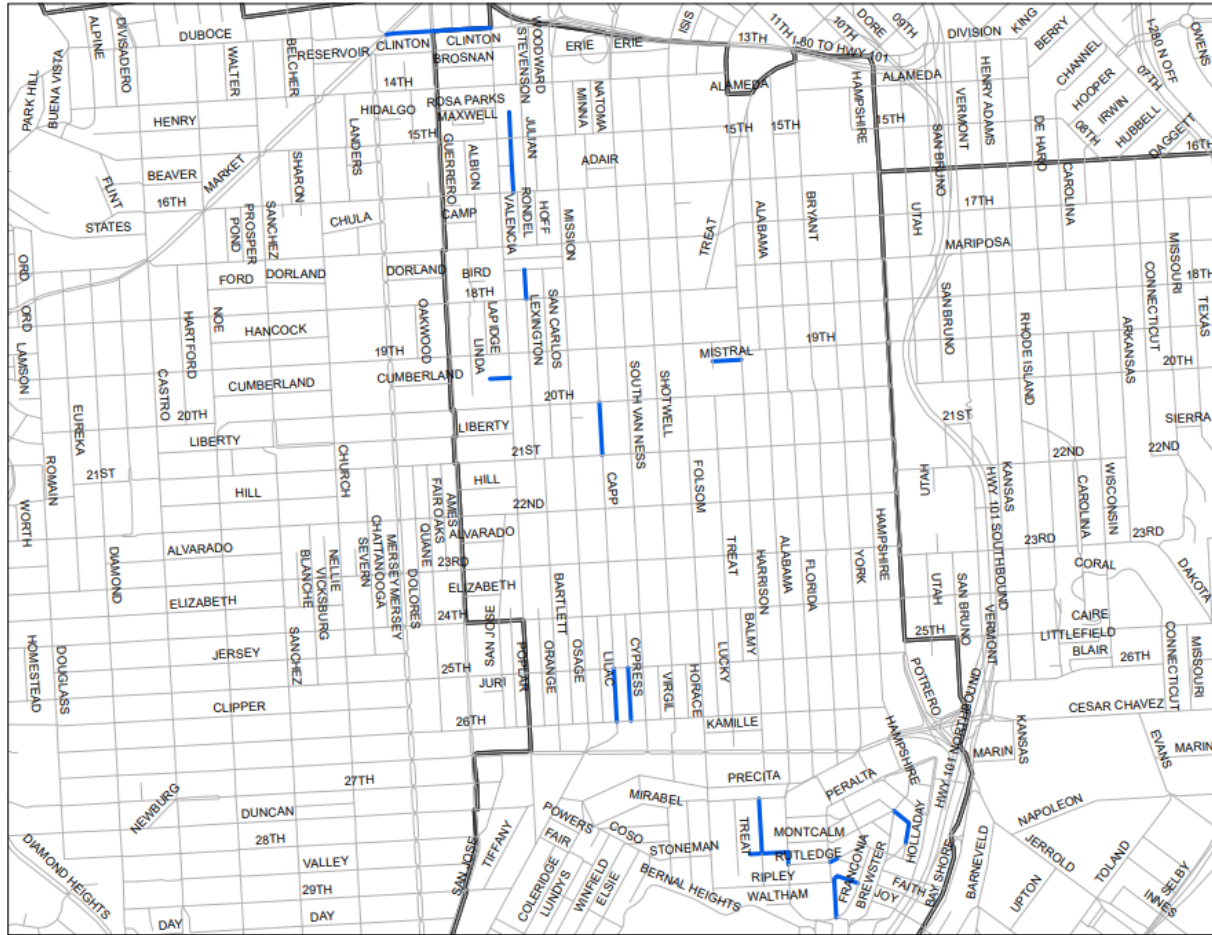 ALPINE
DIVISADERO
DUBOCE
WALTER
BELCHER
RESERVOIR
CLINTON
CLINTON
BROSNAN
WOODWARD
STEVENSON
ERIE
ERIE
ISIS
13TH
11TH
I-80 TO HWY 101
10TH
DORE
09TH
DIVISION
KING
BERRY
CHANNEL
I-280 N OFF
07TH
OWENS
PARK HILL
BUENA VISTA
14TH
HIDALGO
ROSA PARKS
MAXWELL
MINNA
NATOMA
ALAMEDA
HAMPSHIRE
ALAMEDA
HENRY ADAMS
VERMONT
HOOPER
IRWIN
HUBBELL
08TH
DAGGETT
16TH
HENRY
LANDERS
15TH
GUERRERO
ALBION
JULIAN
ADAIR
15TH
15TH
15TH
SAN BRUNO
DE HARO
CAROLINA
BEAVER
MARKET
16TH
FLINT
SHARON
STATES
POND
PROSPER
SANCHEZ
CHULA
CAMP
VALENCIA
RONDEL
HOFF
MISSION
TREAT
ALABAMA
BRYANT
UTAH
17TH
MARIPOSA
ORD
FORD
DORLAND
DORLAND
BIRD
18TH
MISSOURI
CONNECTICUT
18TH
TEXAS
ORD
HARTFORD
NOE
HANCOCK
OAKWOOD
LAPIDGE
LINDA
LEXINGTON
SAN CARLOS
19TH
19TH
MISTRAL
SAN BRUNO
RHODE ISLAND
ARKANSAS
20TH
LAMSON
CASTRO
CUMBERLAND
CUMBERLAND
SOUTH VAN NESS
SHOTWELL
EUREKA
20TH
20TH
LIBERTY
LIBERTY
21ST
21ST
SIERRA
ROMAIN
21ST
CHURCH
22ND
22ND
WORTH
HILL
HILL
22ND
CAPP
FOLSOM
UTAH
KANSAS
HWY 101 SOUTHBOUND
CAROLINA
WISCONSIN
FAIR OAKS
AMES
QUANE
DIAMOND
ALVARADO
ALVARADO
23RD
BLANCHE
VICKSBURG
NELLIE
SEVERN
CHATTANOOGA
MERSEY
MERSEY
DOLORES
TREAT
HARRISON
ALABAMA
FLORIDA
YORK
HAMPSHIRE
23RD
23RD
CORAL
DAKOTA
ELIZABETH
ELIZABETH
24TH
SAN JOSE
BARTLETT
UTAH
SAN BRUNO
VERMONT
CAIRE
25TH
LITTLEFIELD
BLAIR
26TH
CONNECTICUT
MISSOURI
HOMESTEAD
DOUGLASS
SANCHEZ
JERSEY
25TH
JURI
POPLAR
ORANGE
OSAGE
LILAC
CYPRESS
VIRGIL
HORACE
LUCKY
BALMY
POTRERO
CLIPPER
26TH
KAMILLE
HAMPSHIRE
HWY 101 NORTHBOUND
KANSAS
CESAR CHAVEZ
MARIN
EVANS
MARIN
NEWBURG
27TH
PRECITA
PERALTA
MIRABEL
DUNCAN
28TH
POWERS
FAIR
COSO
STONEMAN
TREAT
MONTCALM
RUTLEDGE
HOLLADAY
NAPOLEON
JERROLD
TOLAND
SELBY
DIAMOND HEIGHTS
VALLEY
29TH
SAN JOSE
TIFFANY
COLERIDGE
LUNDYS
WINFIELD
ELSIE
BERNAL HEIGHTS
RIPLEY
WALTHAM
FRANCONIA
BREWSTER
FAITH
JOY
BAY SHORE
BARNEVELD
UPTON
INNES
DAY
DAY